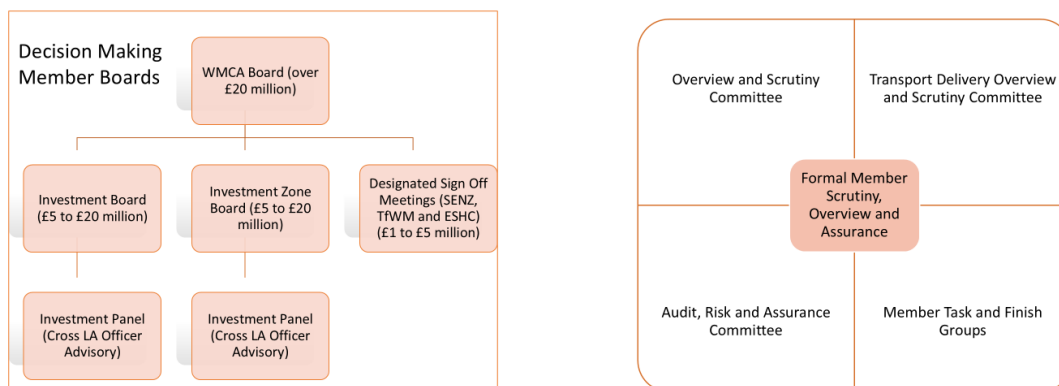 Decision Making
Member Boards
WMCA Board (over
£20 million)
Investment Board
(£5 to £20 million)
Investment Zone
Board (£5 to £20
million)
Designated Sign Off
Meetings (SENZ,
TfWM and ESHC)
(£1 to £5 million)
Investment Panel
(Cross LA Officer
Advisory)
Investment Panel
(Cross LA Officer
Advisory)
Overview and Scrutiny
Committee
Transport Delivery Overview
and Scrutiny Committee
Formal Member
Scrutiny,
Overview and
Assurance
Audit, Risk and Assurance
Committee
Member Task and Finish
Groups